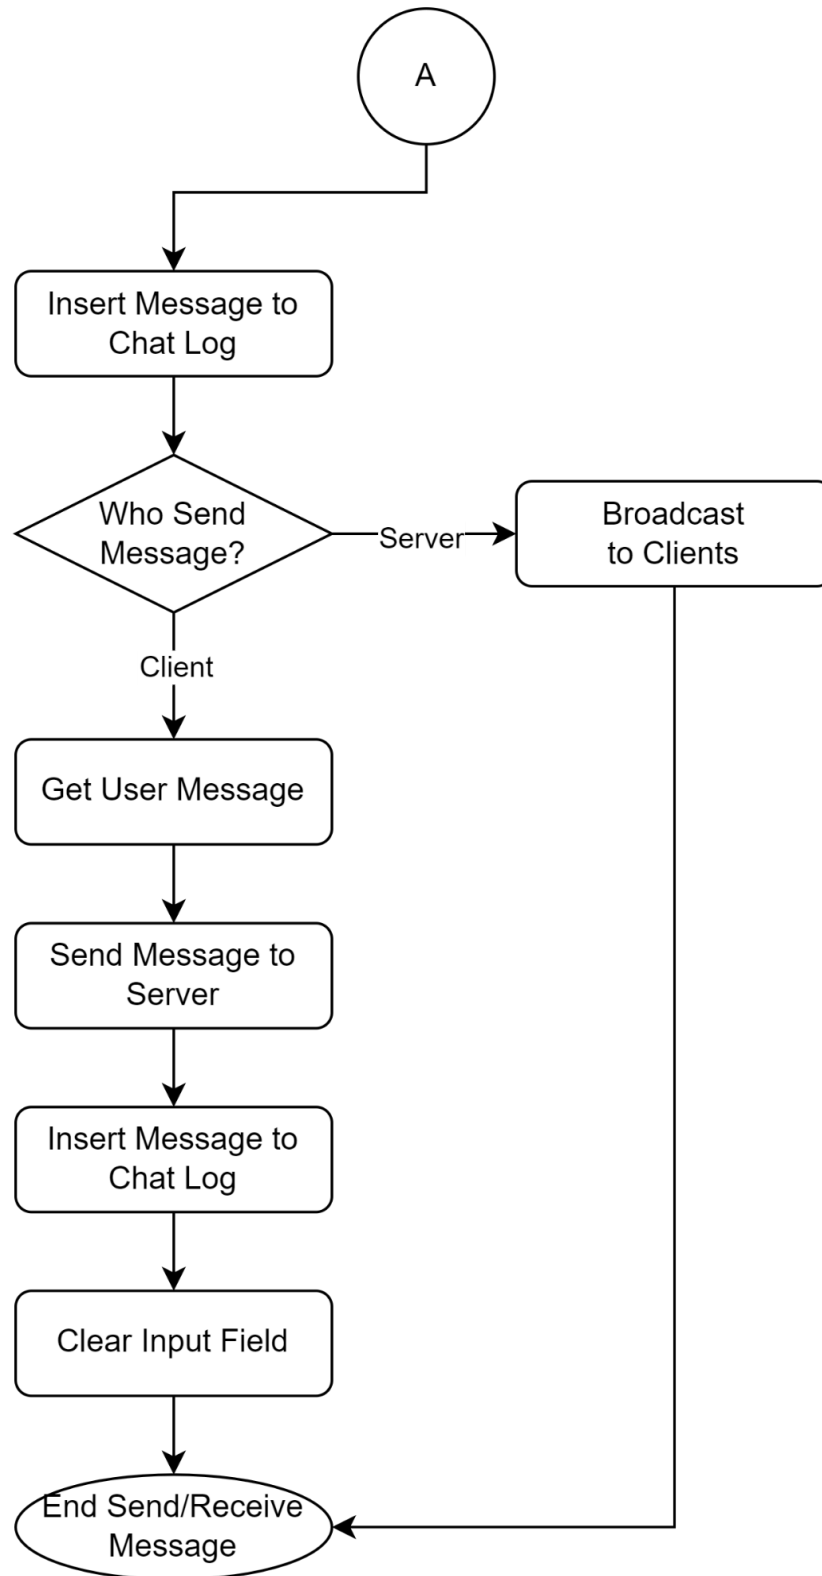 A
Insert Message to
Chat Log
Who Send
Message?
Server
Broadcast
to Clients
Client
Get User Message
Send Message to
Server
Insert Message to
Chat Log
Clear Input Field
End Send/Receive
Message